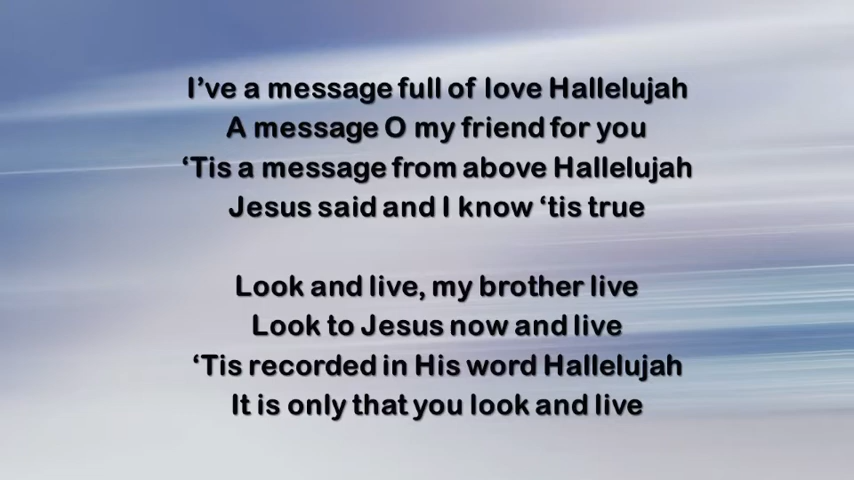 I’ve a message full of love Hallelujah
A message O my friend for you
‘Tis a message from above Hallelujah
Jesus said and I know ‘tis true
Look and live, my brother live
Look to Jesus now and live
‘Tis recorded in His word Hallelujah
It is only that you look and live